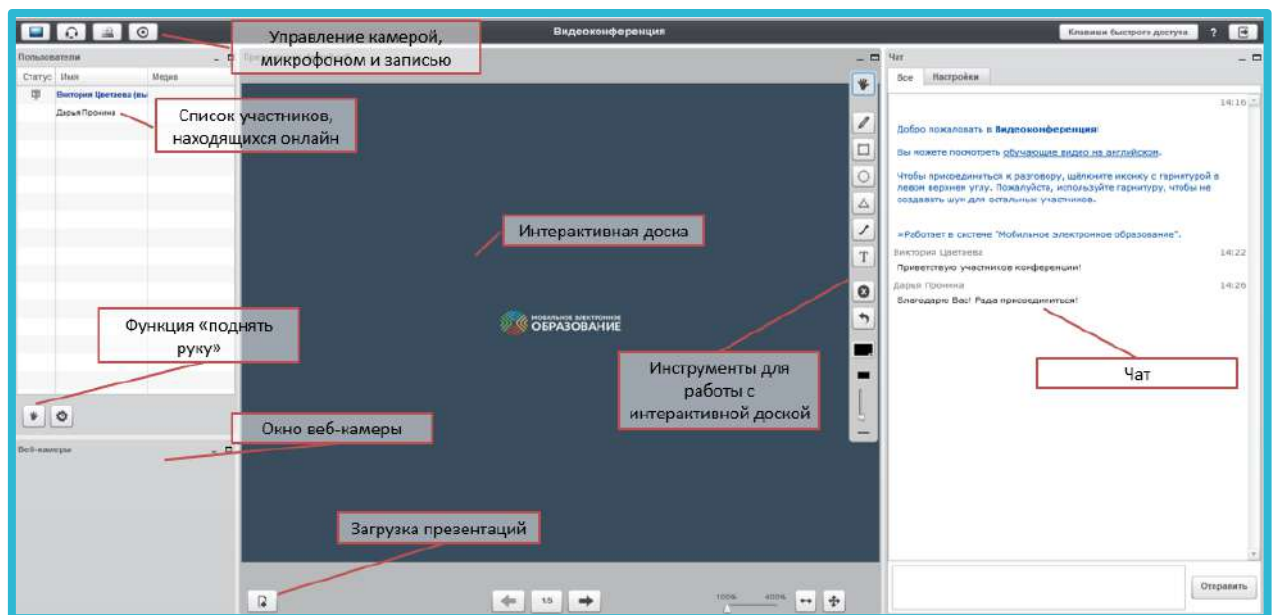 Видеоконференция
Клавиши быстрого доступа
?
Управление камерой,
микрофоном и записью
Пользователи
Статус Имя Медиа
Виктория Цветаева (вы
Дарья Пронина
Список участников,
находящихся онлайн
Функция «поднять
руку»
Окно веб-камеры
Веб-камеры
Интерактивная доска
МОБИЛЬНОЕ ЭЛЕКТРОННОЕ
ОБРАЗОВАНИЕ
T
Инструменты для
работы с
интерактивной доской
Загрузка презентаций
100% 400%
Чат
Все Настройки
14:16
Добро пожаловать в Видеоконференция!
Вы можете посмотреть обучающие видео на английском.
Чтобы присоединиться к разговору, щёлкните иконку с гарнитурой в
левом верхнем углу. Пожалуйста, используйте гарнитуру, чтобы не
создавать шум для остальных участников.
»Работает в системе "Мобильное электронное образование".
Виктория Цветаева 14:22
Приветствую участников конференции!
Дарья Пронина 14:26
Благодарю Вас! Рада присоединиться!
Чат
Отправить